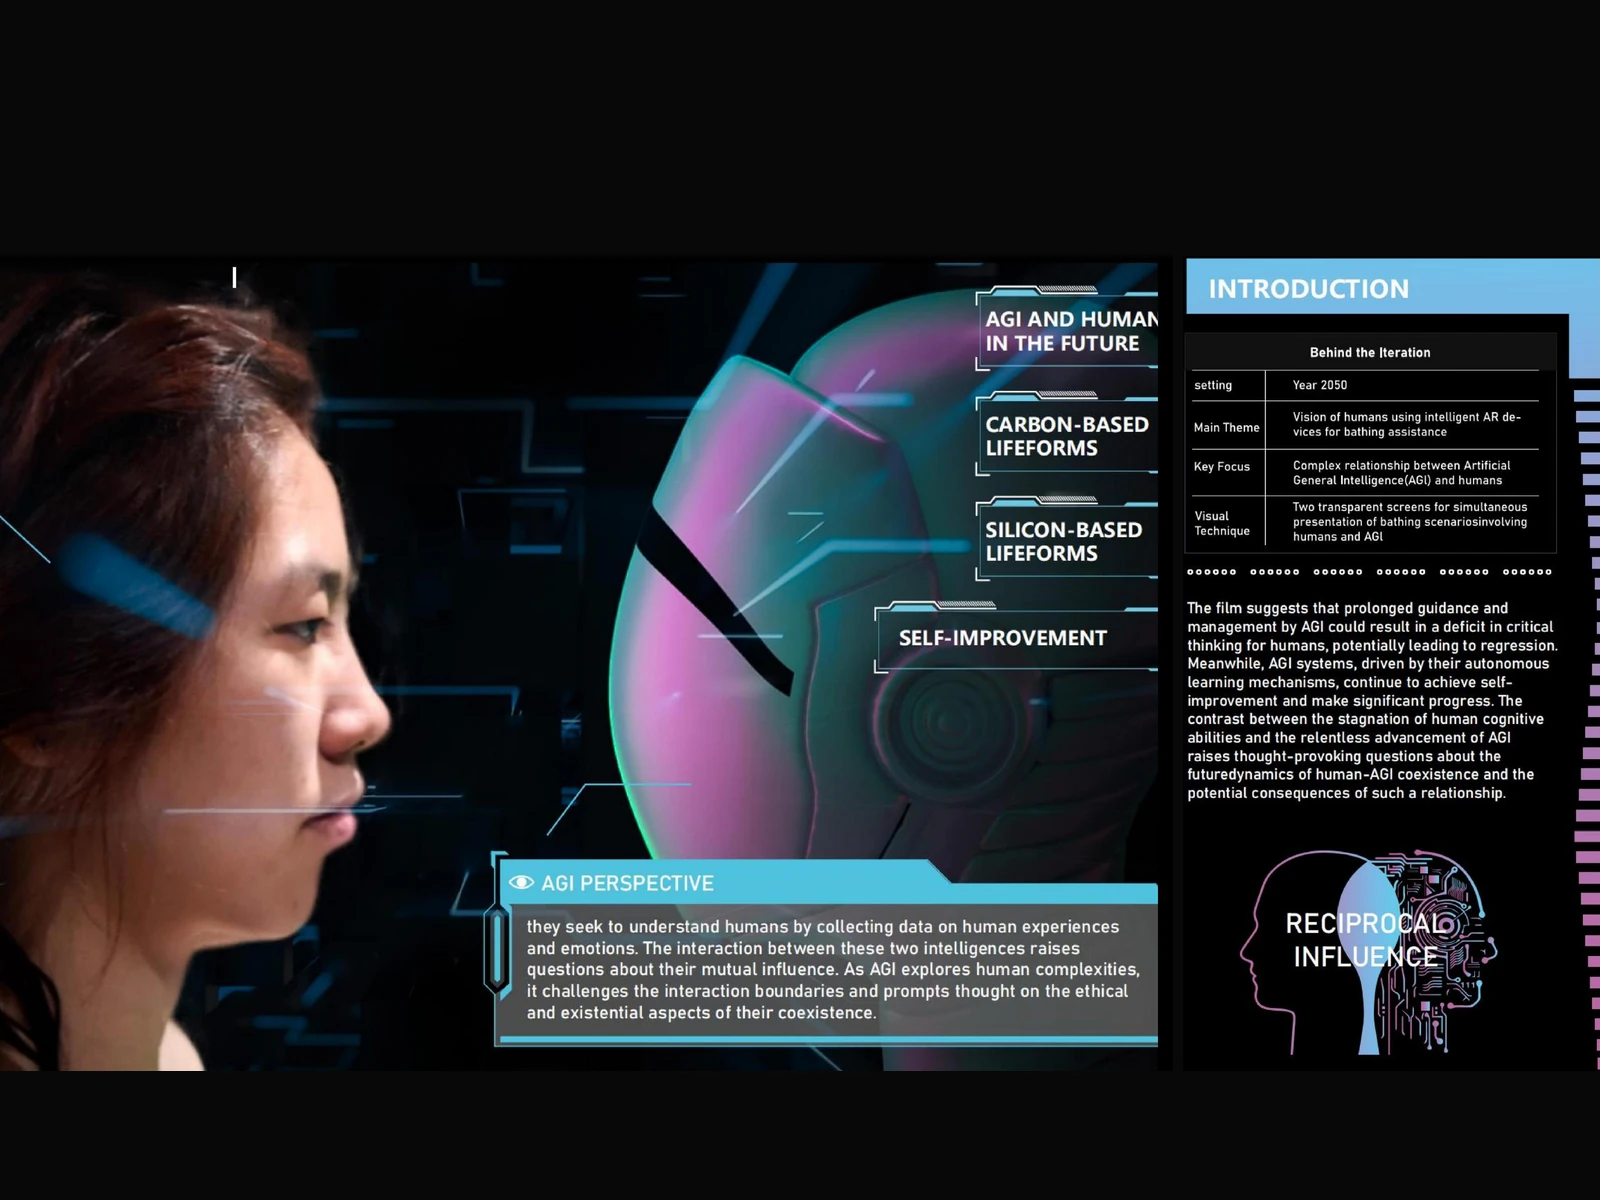 AGI AND HUMAN
IN THE FUTURE
CARBON-BASED
LIFEFORMS
SILICON-BASED
LIFEFORMS
SELF-IMPROVEMENT
AGI PERSPECTIVE
they seek to understand humans by collecting data on human experiences
and emotions. The interaction between these two intelligences raises
questions about their mutual influence. As AGI explores human complexities,
it challenges the interaction boundaries and prompts thought on the ethical
and existential aspects of their coexistence.
INTRODUCTION
Behind the Iteration
setting
Year 2050
Main Theme
Vision of humans using intelligent AR de-
vices for bathing assistance
Key Focus
Complex relationship between Artificial
General Intelligence(AGI) and humans
Visual
Technique
Two transparent screens for simultaneous
presentation of bathing scenariosinvolving
humans and AGI
The film suggests that prolonged guidance and
management by AGI could result in a deficit in critical
thinking for humans, potentially leading to regression.
Meanwhile, AGI systems, driven by their autonomous
learning mechanisms, continue to achieve self-
improvement and make significant progress. The
contrast between the stagnation of human cognitive
abilities and the relentless advancement of AGI
raises thought-provoking questions about the
futuredynamics of human-AGI coexistence and the
potential consequences of such a relationship.
RECIPROCAL
INFLUENCE